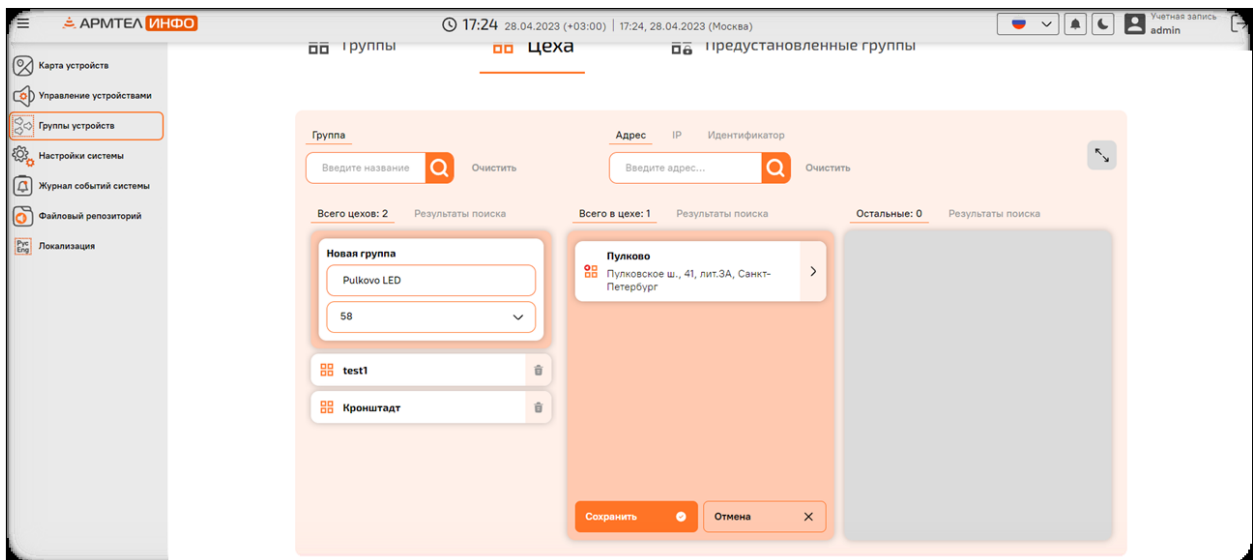 АРМТЕЛ ИНФО
17:24 28.04.2023 (+03:00) | 17:24, 28.04.2023 (Москва)
Учетная запись
admin
Карта устройств
Управление устройствами
Группы устройств
Настройки системы
Журнал событий системы
Файловый репозиторий
Рус
Eng
Локализация
Группы
Цеха
Предустановленные группы
Группа
Адрес IP Идентификатор
Введите название
Очистить
Введите адрес...
Очистить
Всего цехов: 2 Результаты поиска
Всего в цехе: 1 Результаты поиска
Остальные: 0 Результаты поиска
Новая группа
Pulkovo LED
58
test1
Кронштадт
Пулково
Пулковское ш., 41, лит.ЗА, Санкт-
Петербург
Сохранить
Отмена